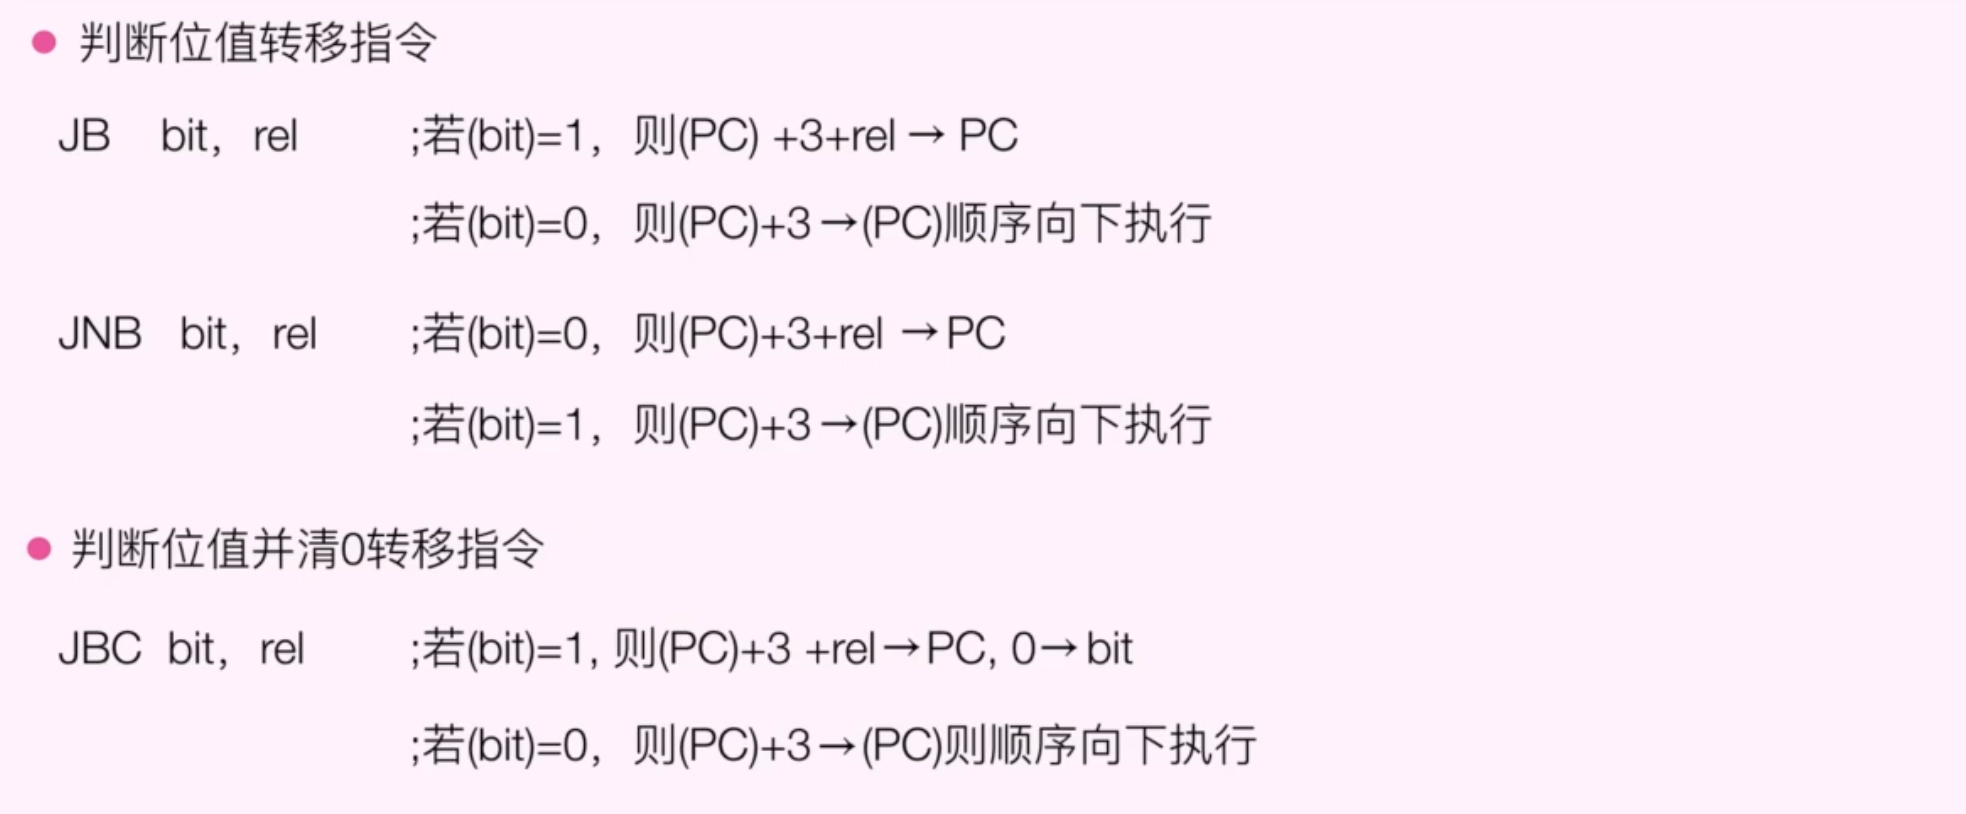 ● 判断位值转移指令
JB bit，rel ;若(bit)=1，则(PC) +3+rel→ PC
;若(bit)=0，则(PC)+3→(PC)顺序向下执行
JNB bit，rel ;若(bit)=0，则(PC)+3+rel →PC
;若(bit)=1，则(PC)+3→(PC)顺序向下执行
● 判断位值并清0转移指令
JBC bit，rel ;若(bit)=1, 则(PC)+3 +rel→PC, 0→bit
;若(bit)=0，则(PC)+3→(PC)则顺序向下执行